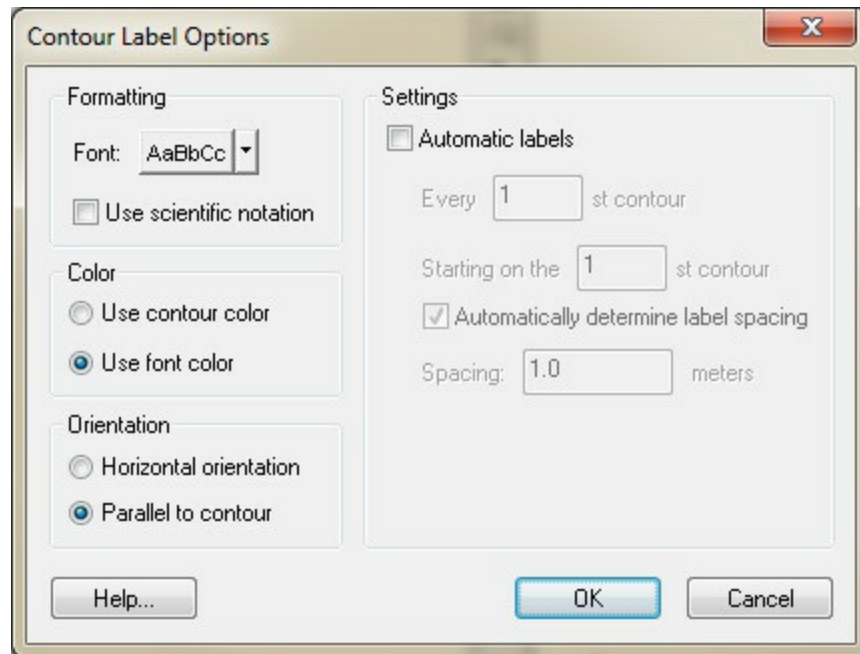 Contour Label Options
Formatting
Font: AaBbCc
Use scientific notation
Color
Use contour color
Use font color
Orientation
Horizontal orientation
Parallel to contour
Settings
Automatic labels
Every 1 st contour
Starting on the 1 st contour
Automatically determine label spacing
Spacing: 1.0 meters
Help...
OK
Cancel